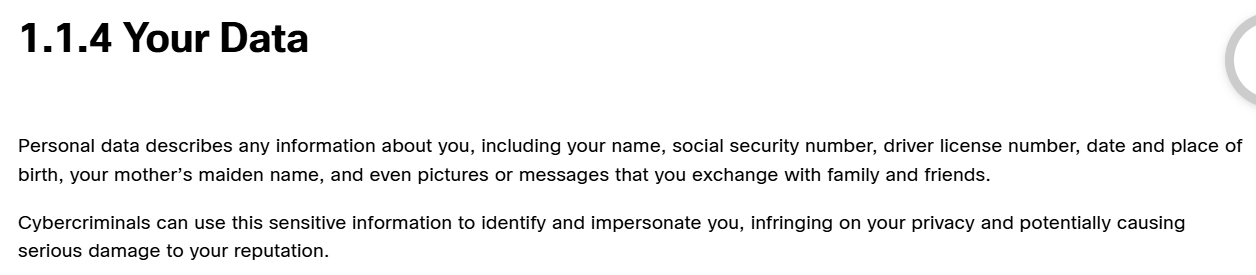 1.1.4 Your Data
Personal data describes any information about you, including your name, social security number, driver license number, date and place of
birth, your mother’s maiden name, and even pictures or messages that you exchange with family and friends.
Cybercriminals can use this sensitive information to identify and impersonate you, infringing on your privacy and potentially causing
serious damage to your reputation.